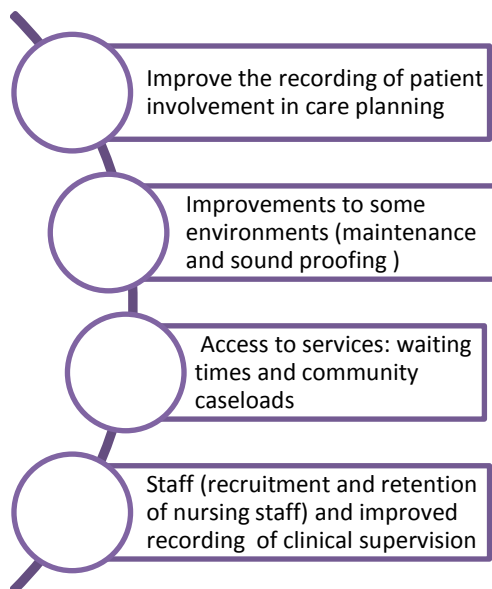 Improve the recording of patient
involvement in care planning
Improvements to some
environments (maintenance
and sound proofing )
Access to services: waiting
times and community
caseloads
Staff (recruitment and retention
of nursing staff) and improved
recording  of clinical supervision